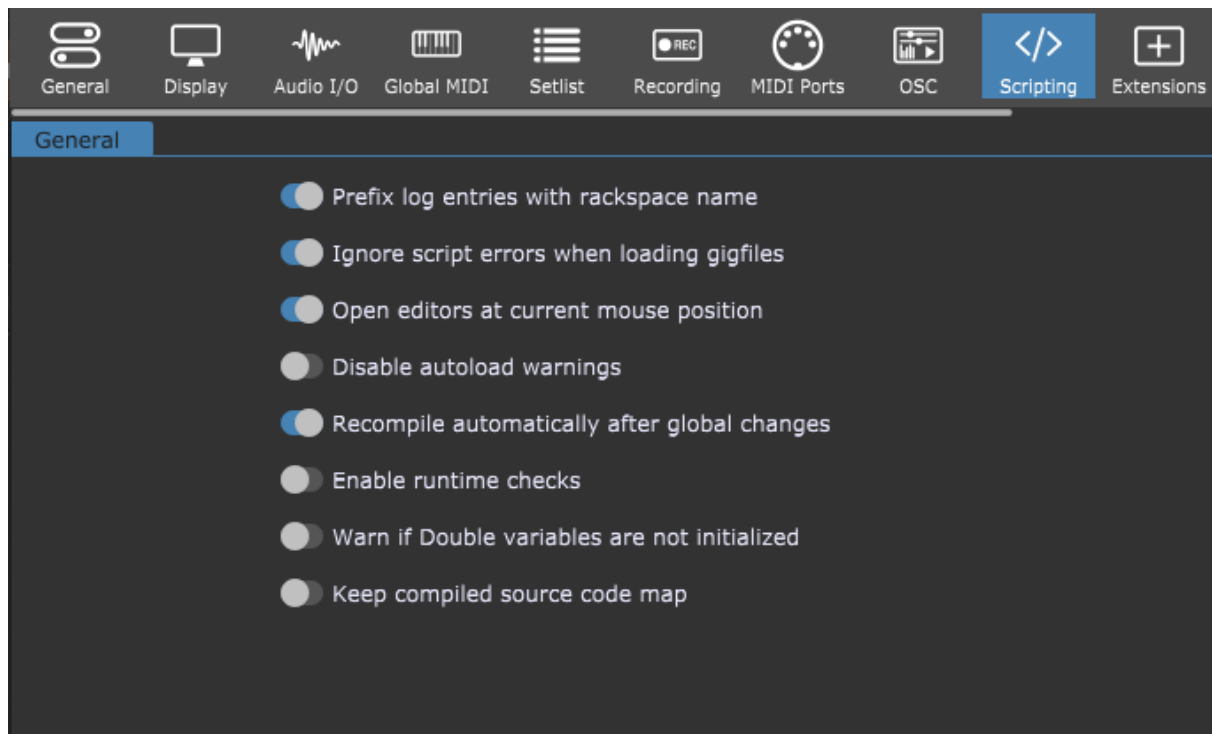 REC
General Display Audio I/O Global MIDI Setlist Recording MIDI Ports OSC Scripting Extensions
General
Prefix log entries with rackspace name
Ignore script errors when loading gigfiles
Open editors at current mouse position
Disable autoload warnings
Recompile automatically after global changes
Enable runtime checks
Warn if Double variables are not initialized
Keep compiled source code map